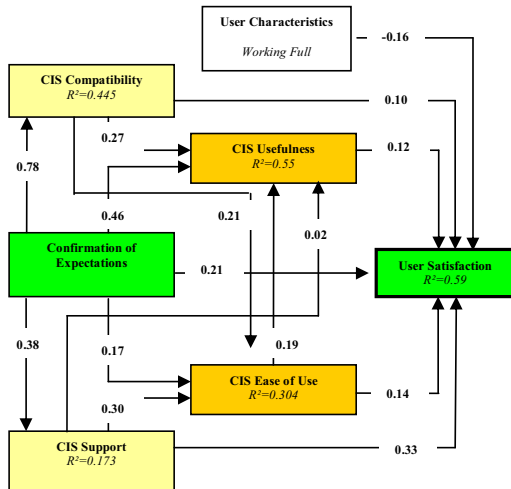 User Characteristics
Working Full
-0.16
CIS Compatibility
R²=0.445
0.10
0.27
CIS Usefulness
R²=0.55
0.12
0.78
0.46
0.21
0.02
Confirmation of
Expectations
0.21
User Satisfaction
R²=0.59
0.38
0.17
0.19
CIS Ease of Use
R²=0.304
0.14
0.30
CIS Support
R²=0.173
0.33